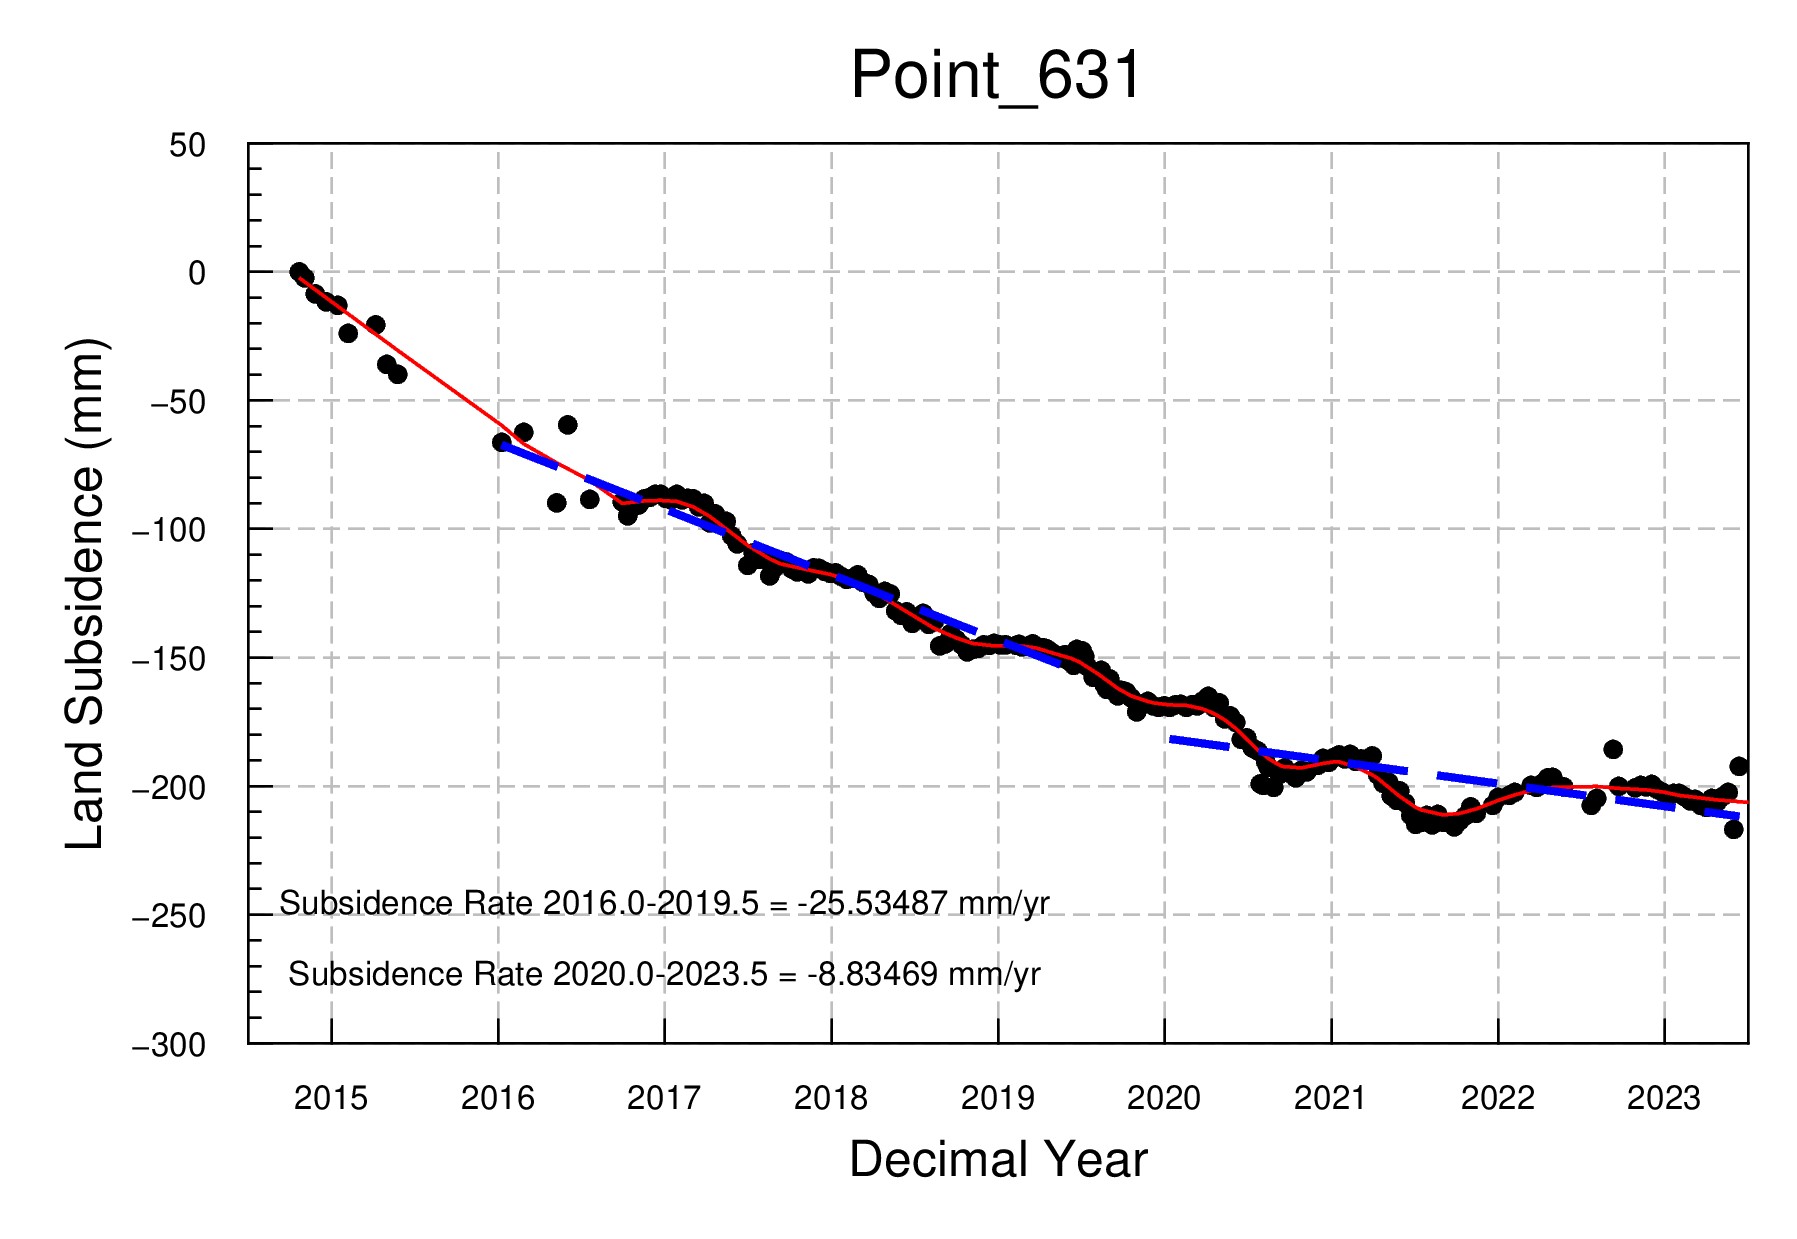 Point_631
50
0
−50
−100
−150
−200
−250
−300
Land Subsidence (mm)
Subsidence Rate 2016.0-2019.5 = -25.53487 mm/yr
Subsidence Rate 2020.0-2023.5 = -8.83469 mm/yr
2015 2016 2017 2018 2019 2020 2021 2022 2023
Decimal Year